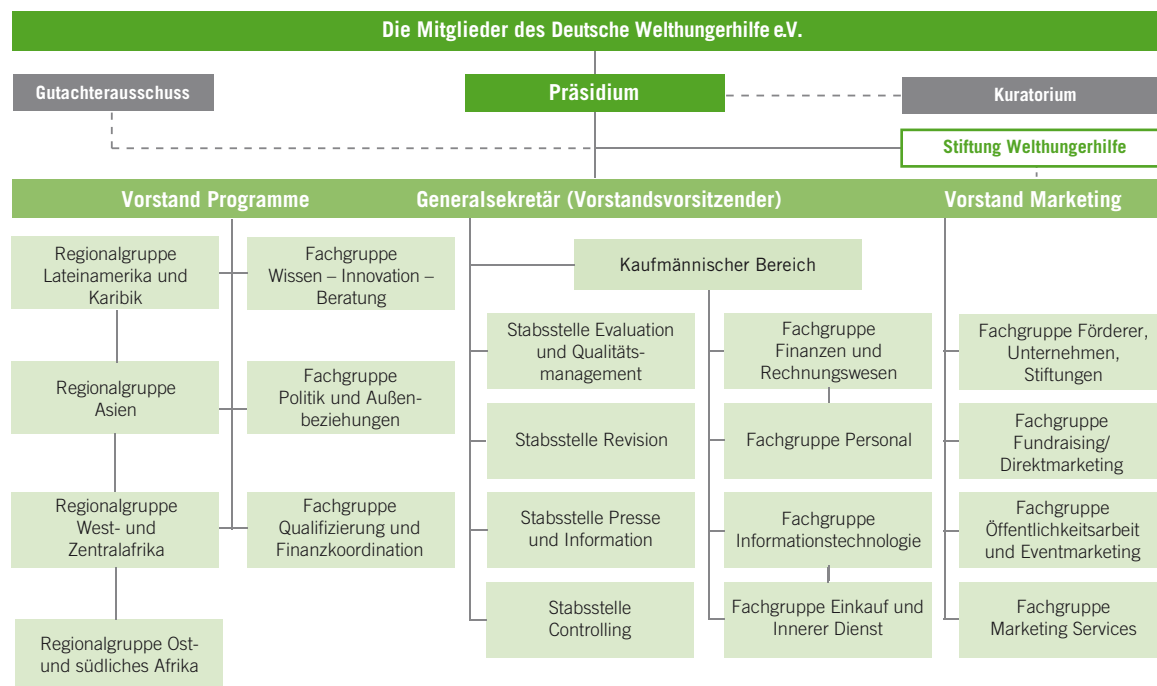 Die Mitglieder des Deutsche Welthungerhilfe e.V.
Gutachterausschuss
Präsidium
Kuratorium
Stiftung Welthungerhilfe
Vorstand Programme
Generalsekretär (Vorstandsvorsitzender)
Vorstand Marketing
Regionalgruppe
Lateinamerika und
Karibik
Fachgruppe
Wissen – Innovation –
Beratung
Regionalgruppe
Asien
Fachgruppe
Politik und Außen-
beziehungen
Regionalgruppe
West- und
Zentralafrika
Fachgruppe
Qualifizierung und
Finanzkoordination
Regionalgruppe Ost-
und südliches Afrika
Kaufmännischer Bereich
Stabsstelle Evaluation
und Qualitäts-
management
Stabsstelle Revision
Stabsstelle Presse
und Information
Stabsstelle
Controlling
Fachgruppe
Finanzen und
Rechnungswesen
Fachgruppe Personal
Fachgruppe
Informationstechnologie
Fachgruppe Einkauf und
Innerer Dienst
Fachgruppe Förderer,
Unternehmen,
Stiftungen
Fachgruppe
Fundraising/
Direktmarketing
Fachgruppe
Öffentlichkeitsarbeit
und Eventmarketing
Fachgruppe
Marketing Services